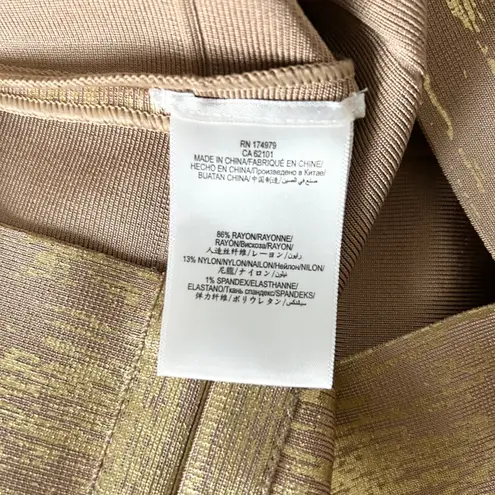 RN 174979
CA 62101
MADE IN CHINA/FABRIQUÉ EN CHINE/
HECHO EN CHINA/Произведено в Китае/
BUATAN CHINA/中国制造/ صنع في الصين
86% RAYON/RAYONNE/
RAYÓN/Вискоза/RAYON/
人造丝纤维/レーヨン/ رايون
13% NYLON/NYLON/NAILON/Нейлон/NILON/
尼龍/ナイロン/ نيلون
1% SPANDEX/ELASTHANNE/
ELASTANO/Ткань спандекс/SPANDEKS/
弹力纤维/ポリウレタン/ سباندكس